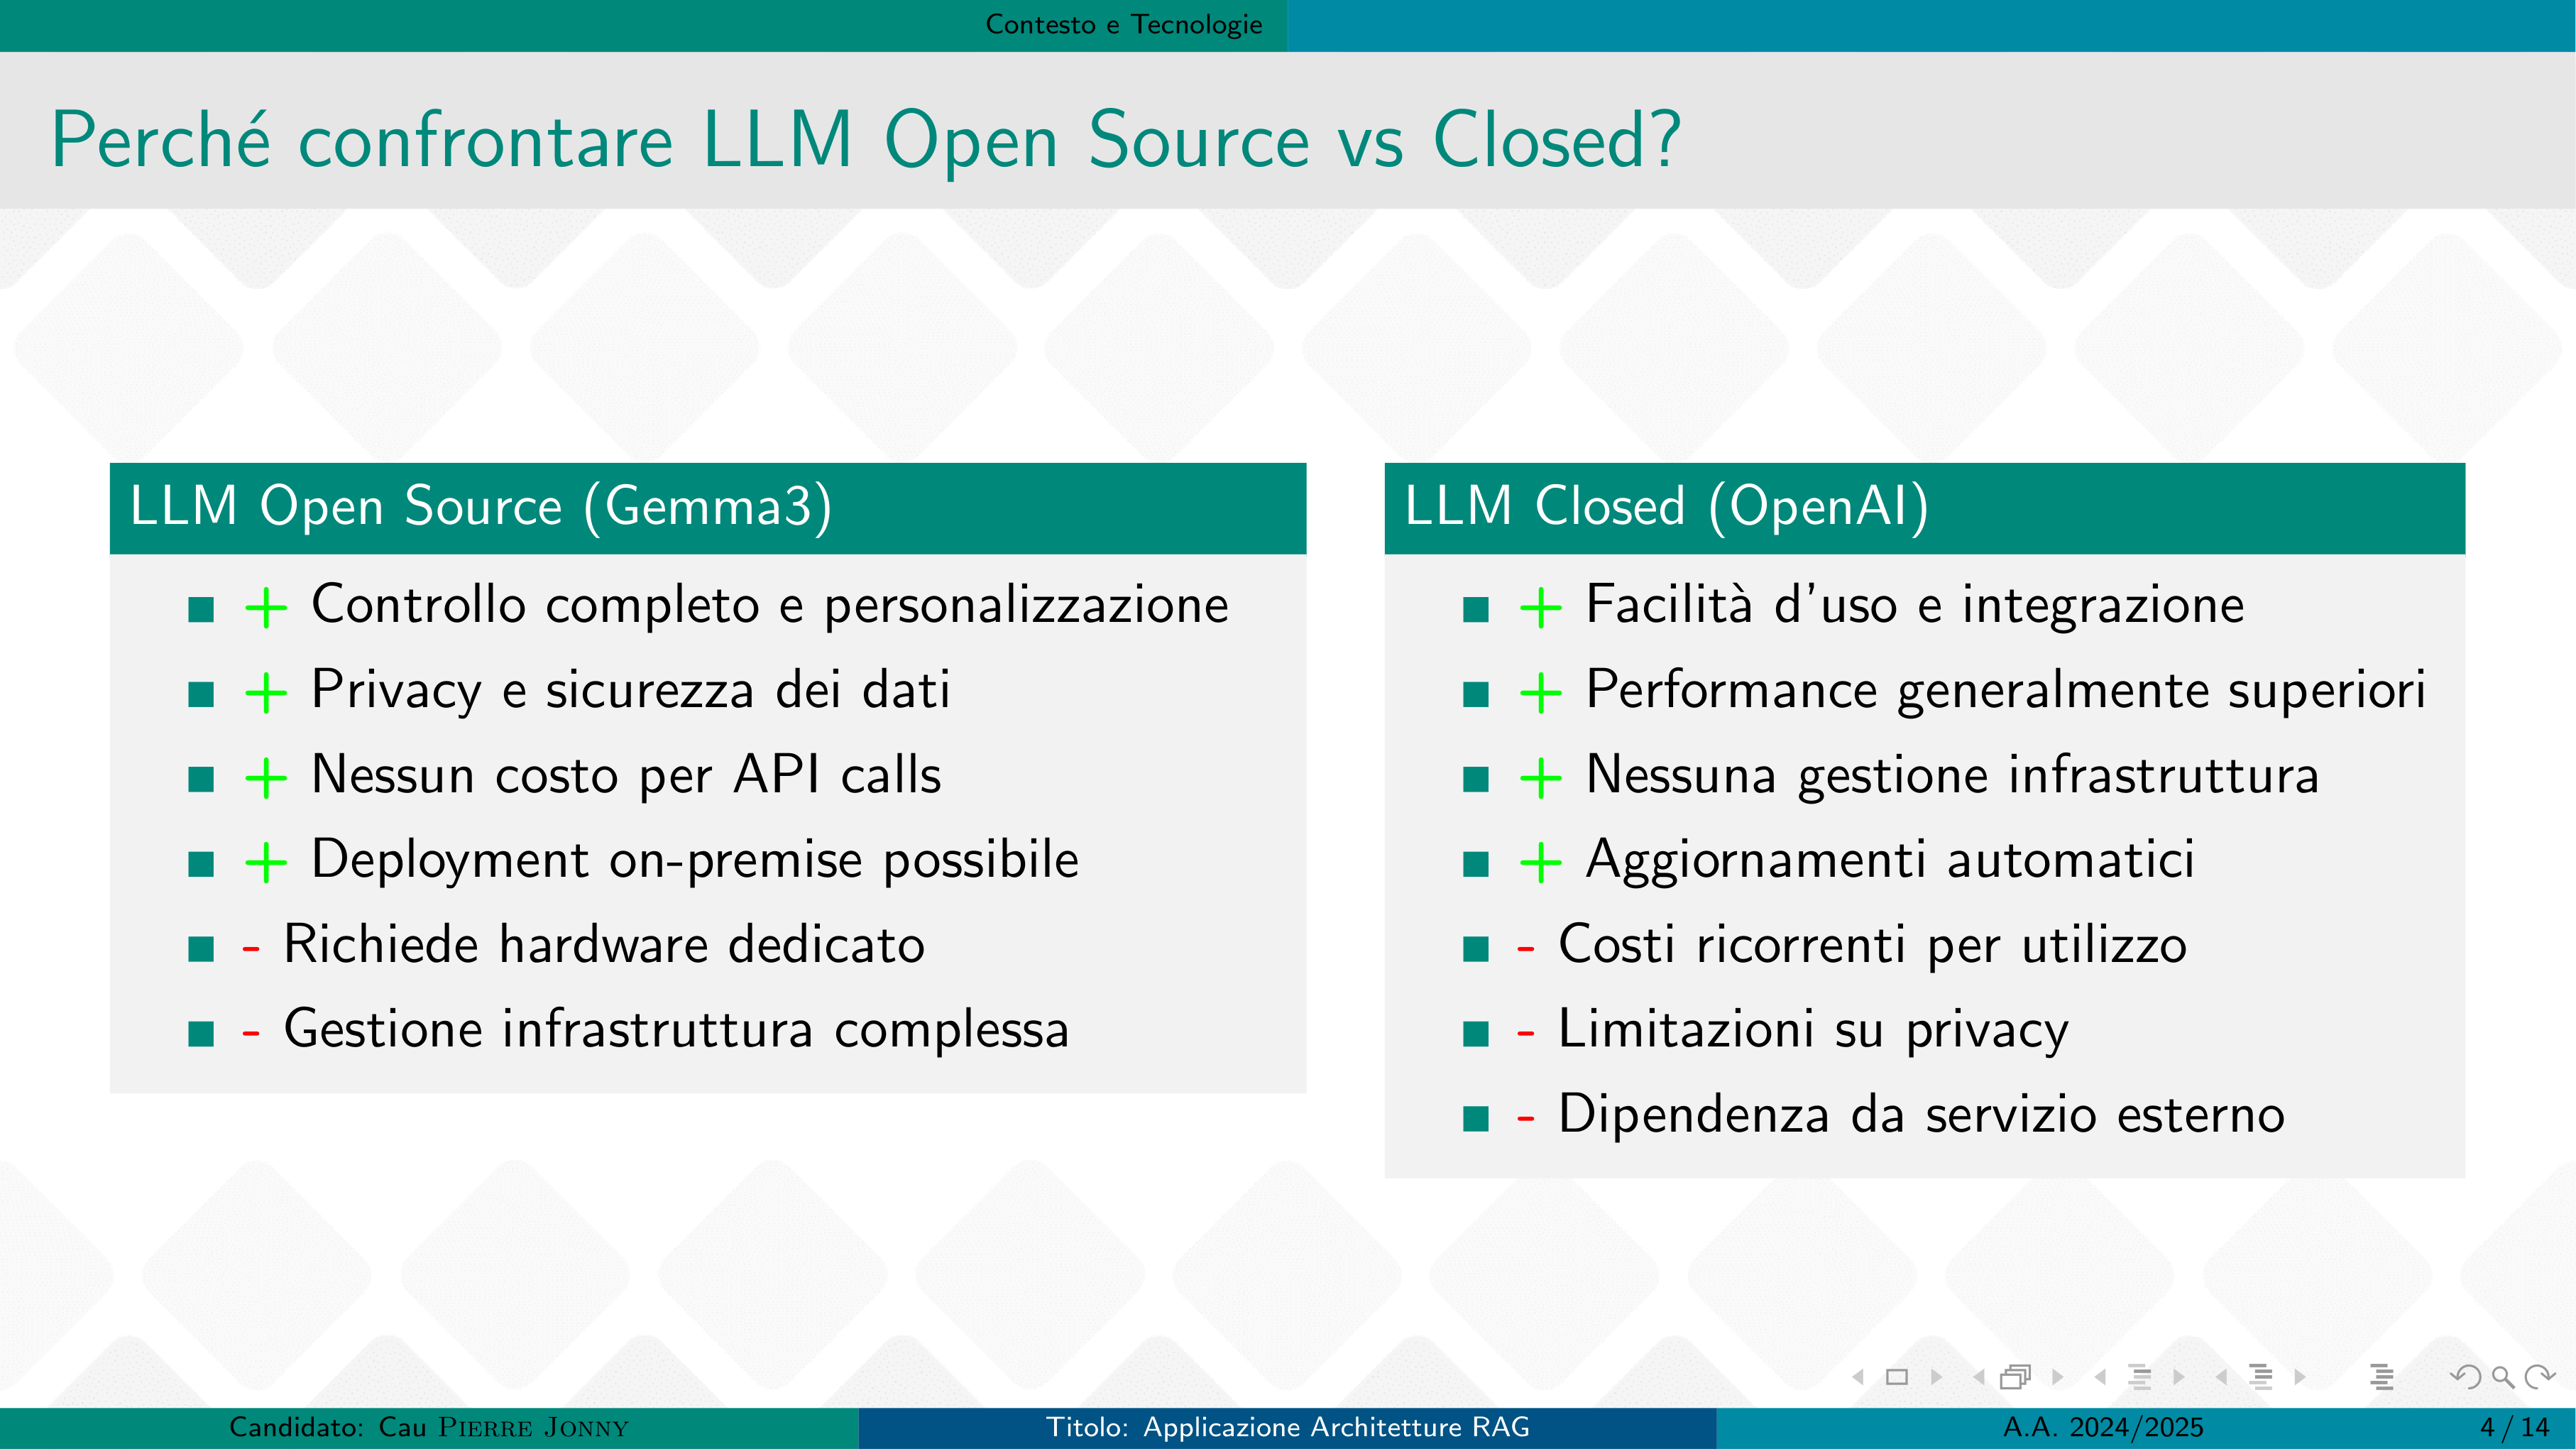 Contesto e Tecnologie
Perché confrontare LLM Open Source vs Closed?
LLM Open Source (Gemma3)
+ Controllo completo e personalizzazione
+ Privacy e sicurezza dei dati
+ Nessun costo per API calls
+ Deployment on-premise possibile
- Richiede hardware dedicato
- Gestione infrastruttura complessa
LLM Closed (OpenAI)
+ Facilità d'uso e integrazione
+ Performance generalmente superiori
+ Nessuna gestione infrastruttura
+ Aggiornamenti automatici
- Costi ricorrenti per utilizzo
- Limitazioni su privacy
- Dipendenza da servizio esterno
Candidato: Cau Pierre Jonny
Titolo: Applicazione Architetture RAG
A.A. 2024/2025
4 / 14